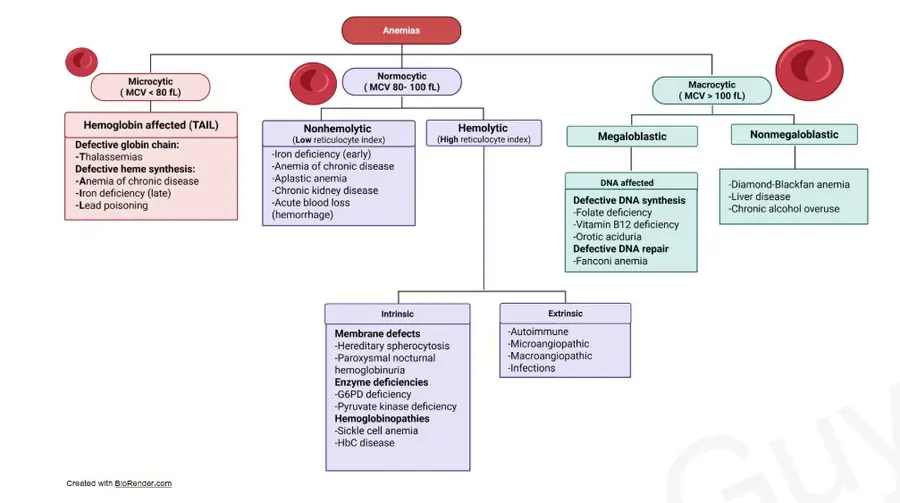 Anemias
Microcytic
( MCV < 80 fL)
Hemoglobin affected (TAIL)
Defective globin chain:
-Thalassemias
Defective heme synthesis:
-Anemia of chronic disease
-Iron deficiency (late)
-Lead poisoning
Normocytic
( MCV 80- 100 fL)
Nonhemolytic
(Low reticulocyte index)
-Iron deficiency (early)
-Anemia of chronic disease
-Aplastic anemia
-Chronic kidney disease
-Acute blood loss
(hemorrhage)
Hemolytic
(High reticulocyte index)
Intrinsic
Membrane defects
-Hereditary spherocytosis
-Paroxysmal nocturnal
hemoglobinuria
Enzyme deficiencies
-G6PD deficiency
-Pyruvate kinase deficiency
Hemoglobinopathies
-Sickle cell anemia
-HbC disease
Extrinsic
-Autoimmune
-Microangiopathic
-Macroangiopathic
-Infections
Macrocytic
( MCV > 100 fL)
Megaloblastic
DNA affected
Defective DNA synthesis
-Folate deficiency
-Vitamin B12 deficiency
-Orotic aciduria
Defective DNA repair
-Fanconi anemia
Nonmegaloblastic
-Diamond-Blackfan anemia
-Liver disease
-Chronic alcohol overuse
Created with BioRender.com
Guy